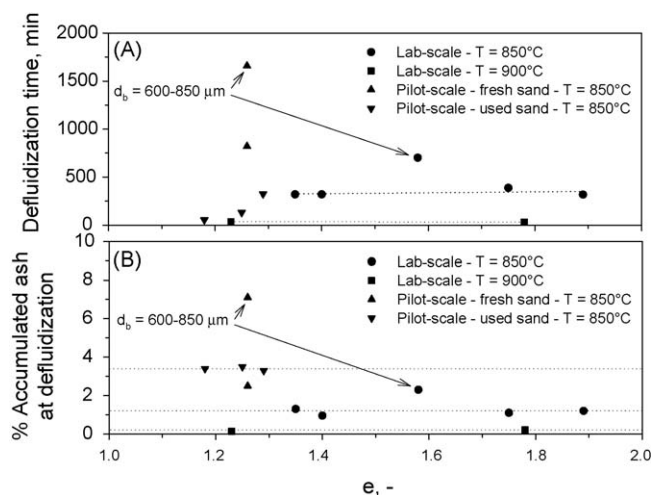 2000
1500
1000
500
0
Defluidization time, min
(A)
● Lab-scale - T = 850°C
■ Lab-scale - T = 900°C
▲ Pilot-scale - fresh sand - T = 850°C
▼ Pilot-scale - used sand - T = 850°C
d_b = 600-850 µm
10
8
6
4
2
0
% Accumulated ash
at defluidization
(B)
● Lab-scale - T = 850°C
■ Lab-scale - T = 900°C
▲ Pilot-scale - fresh sand - T = 850°C
▼ Pilot-scale - used sand - T = 850°C
d_b = 600-850 µm
1.0 1.2 1.4 1.6 1.8 2.0
e, -